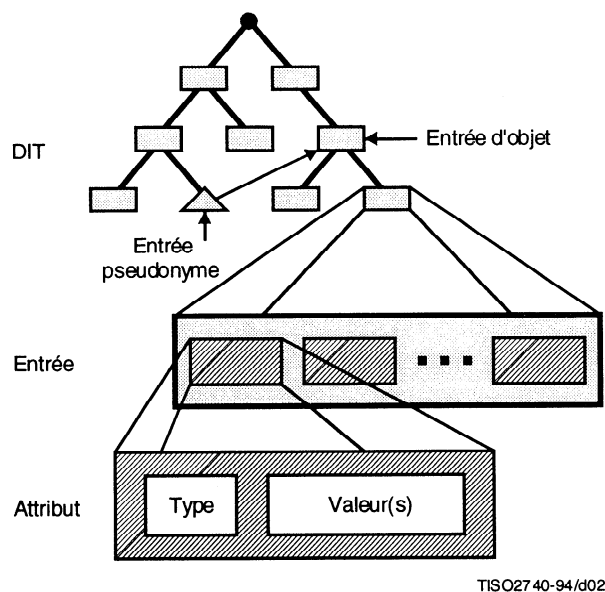 DIT
Entrée d'objet
Entrée
pseudonyme
Entrée
Attribut
Type
Valeur(s)
TISO2740-94/d02